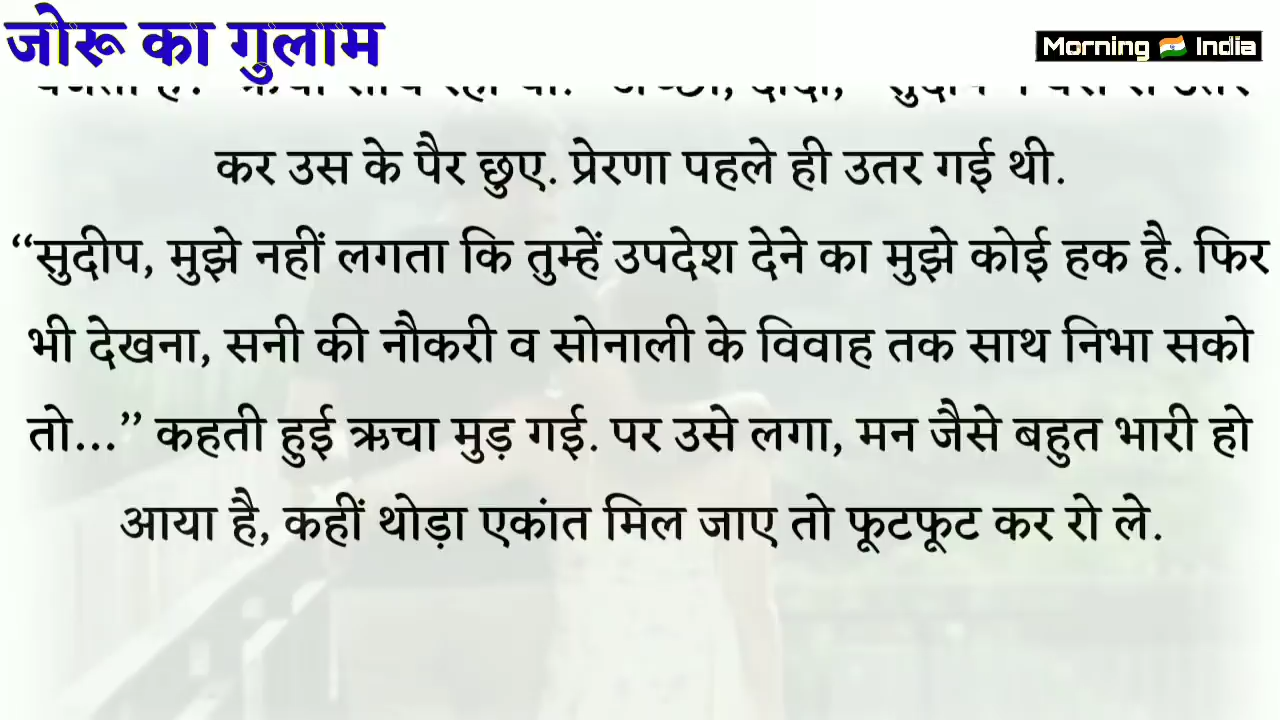 जोरू का गुलाम
Morning India
कर उस के पैर छुए. प्रेरणा पहले ही उतर गई थी.
“सुदीप, मुझे नहीं लगता कि तुम्हें उपदेश देने का मुझे कोई हक है. फिर
भी देखना, सनी की नौकरी व सोनाली के विवाह तक साथ निभा सको
तो...” कहती हुई ऋचा मुड़ गई. पर उसे लगा, मन जैसे बहुत भारी हो
आया है, कहीं थोड़ा एकांत मिल जाए तो फूटफूट कर रो ले.